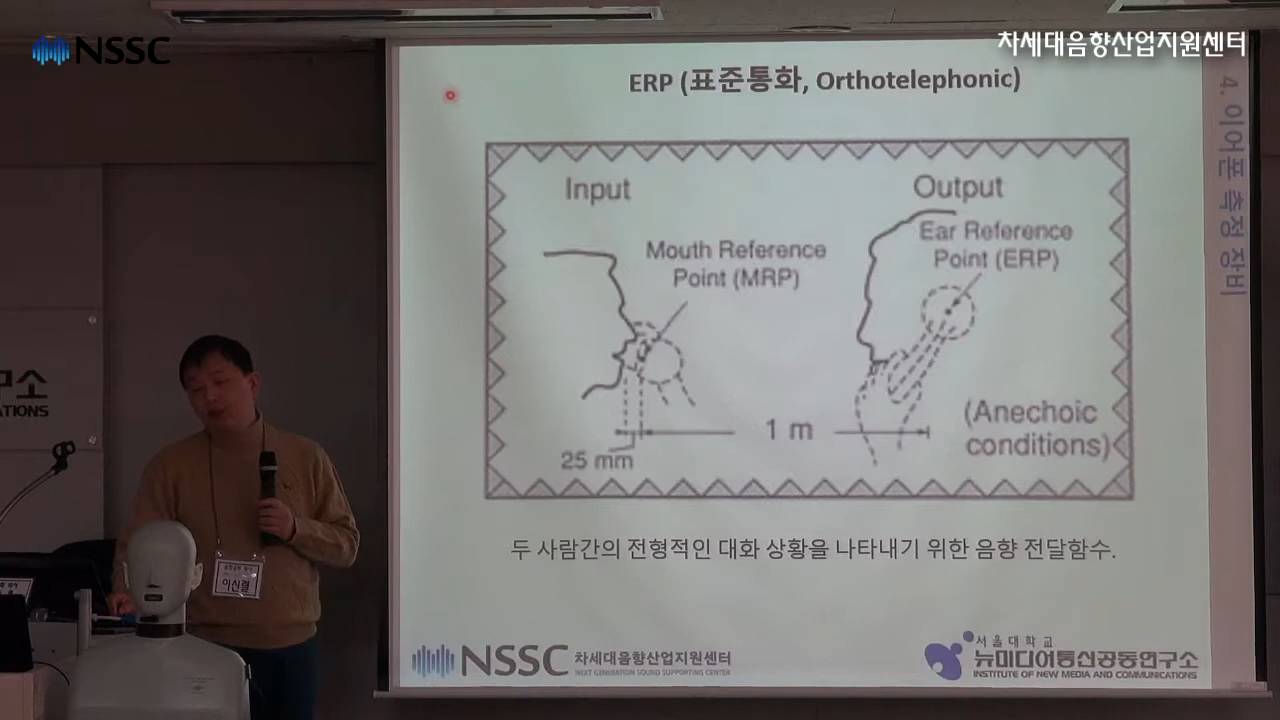 NSSC
차세대음향산업지원센터
ERP (표준통화, Orthotelephonic)
4. 이어폰 측정 장비
Input
Output
Mouth Reference
Point (MRP)
Ear Reference
Point (ERP)
1 m
25 mm
(Anechoic
conditions)
두 사람간의 전형적인 대화 상황을 나타내기 위한 음향 전달함수.
NSSC 차세대음향산업지원센터
NEXT GENERATION SOUND SUPPORTING CENTER
서울대학교
뉴미디어통신공동연구소
INSTITUTE OF NEW MEDIA AND COMMUNICATIONS
구소
ATIONS
이신렬